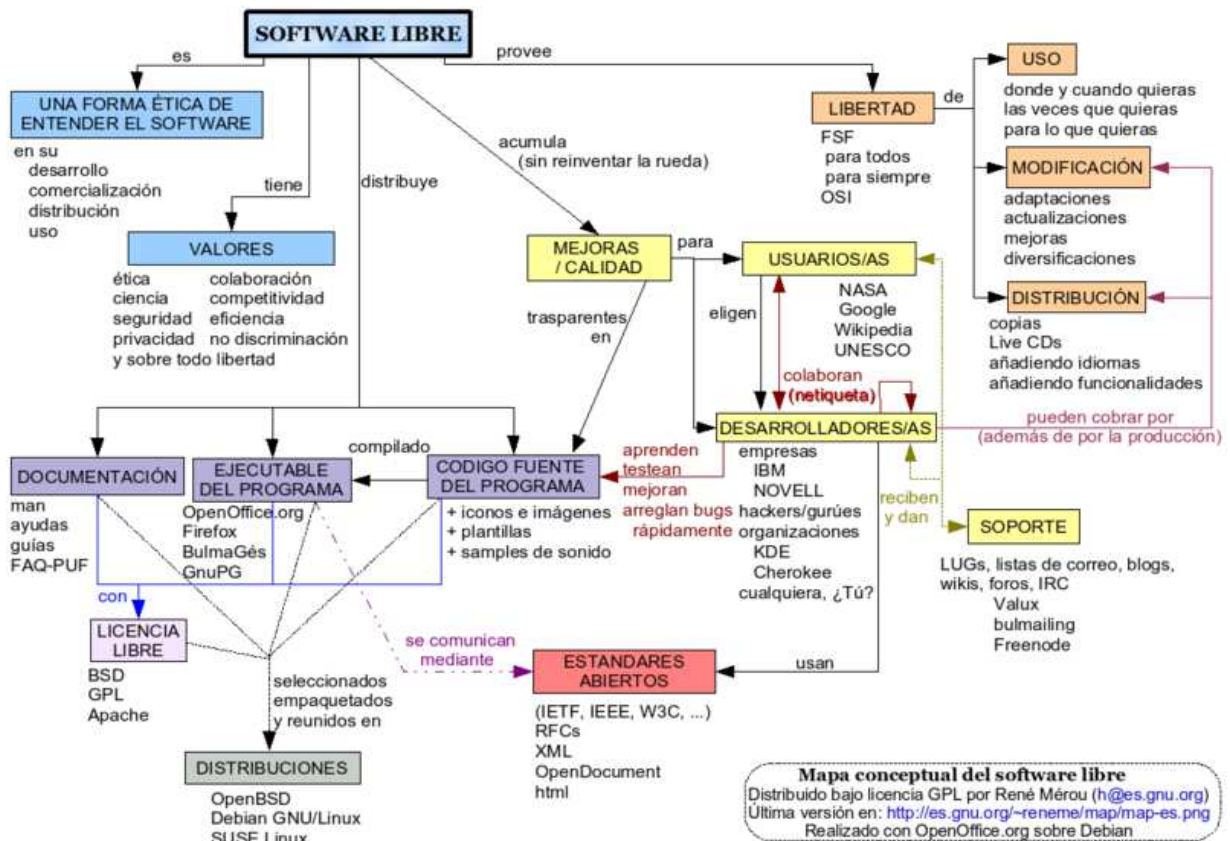 SOFTWARE LIBRE
es
provee
UNA FORMA ÉTICA DE
ENTENDER EL SOFTWARE
en su
desarrollo
comercialización
distribución
uso
tiene
VALORES
ética colaboración
ciencia competitividad
seguridad eficiencia
privacidad no discriminación
y sobre todo libertad
distribuye
acumula
(sin reinventar la rueda)
LIBERTAD
de
FSF
para todos
para siempre
OSI
USO
donde y cuando quieras
las veces que quieras
para lo que quieras
MODIFICACIÓN
adaptaciones
actualizaciones
mejoras
diversificaciones
DISTRIBUCIÓN
copias
Live CDs
añadiendo idiomas
añadiendo funcionalidades
MEJORAS
/ CALIDAD
para
trasparentes
en
USUARIOS/AS
NASA
Google
Wikipedia
UNESCO
eligen
colaboran
(netiqueta)
DESARROLLADORES/AS
empresas
IBM
NOVELL
hackers/gurúes
organizaciones
KDE
Cherokee
cualquiera, ¿Tú?
pueden cobrar por
(además de por la producción)
aprenden
testean
mejoran
arreglan bugs
rápidamente
reciben
y dan
SOPORTE
LUGs, listas de correo, blogs,
wikis, foros, IRC
Valux
bulmailing
Freenode
DOCUMENTACIÓN
man
ayudas
guías
FAQ-PUF
EJECUTABLE
DEL PROGRAMA
OpenOffice.org
Firefox
BulmaGés
GnuPG
compilado
CODIGO FUENTE
DEL PROGRAMA
+ iconos e imágenes
+ plantillas
+ samples de sonido
con
LICENCIA
LIBRE
BSD
GPL
Apache
seleccionados
empaquetados
y reunidos en
DISTRIBUCIONES
OpenBSD
Debian GNU/Linux
SUSE Linux
se comunican
mediante
usan
ESTANDARES
ABIERTOS
(IETF, IEEE, W3C, ...)
RFCs
XML
OpenDocument
html
Mapa conceptual del software libre
Distribuido bajo licencia GPL por René Mérou (h@es.gnu.org)
Última versión en: http://es.gnu.org/~reneme/map/map-es.png
Realizado con OpenOffice.org sobre Debian